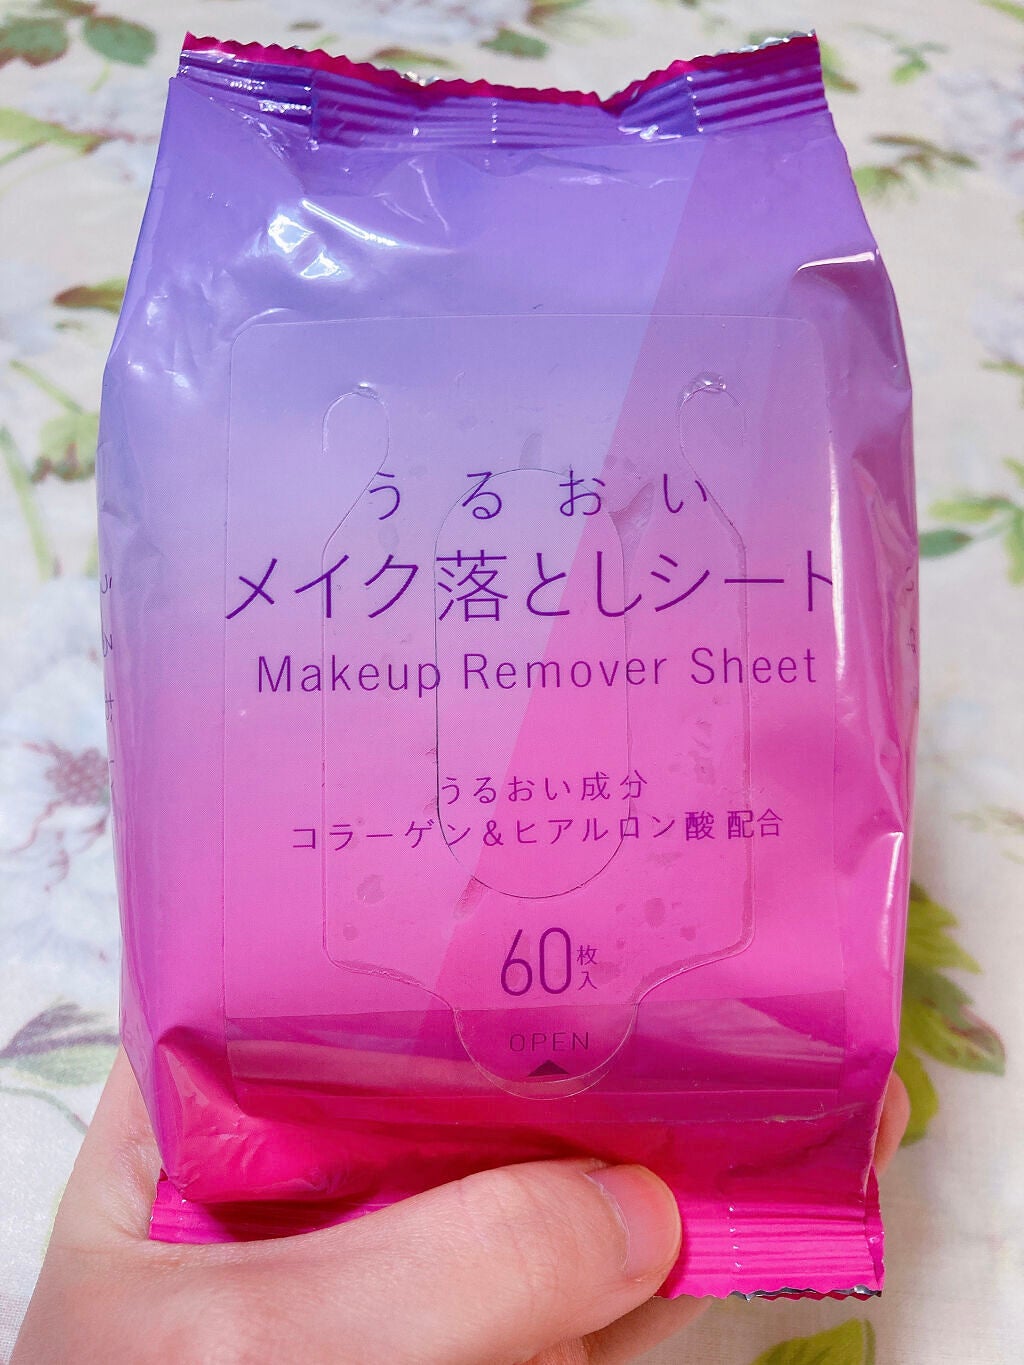 うるおい
メイク落としシート
Makeup Remover Sheet
うるおい成分
コラーゲン&ヒアルロン酸 配合
60枚入
OPEN